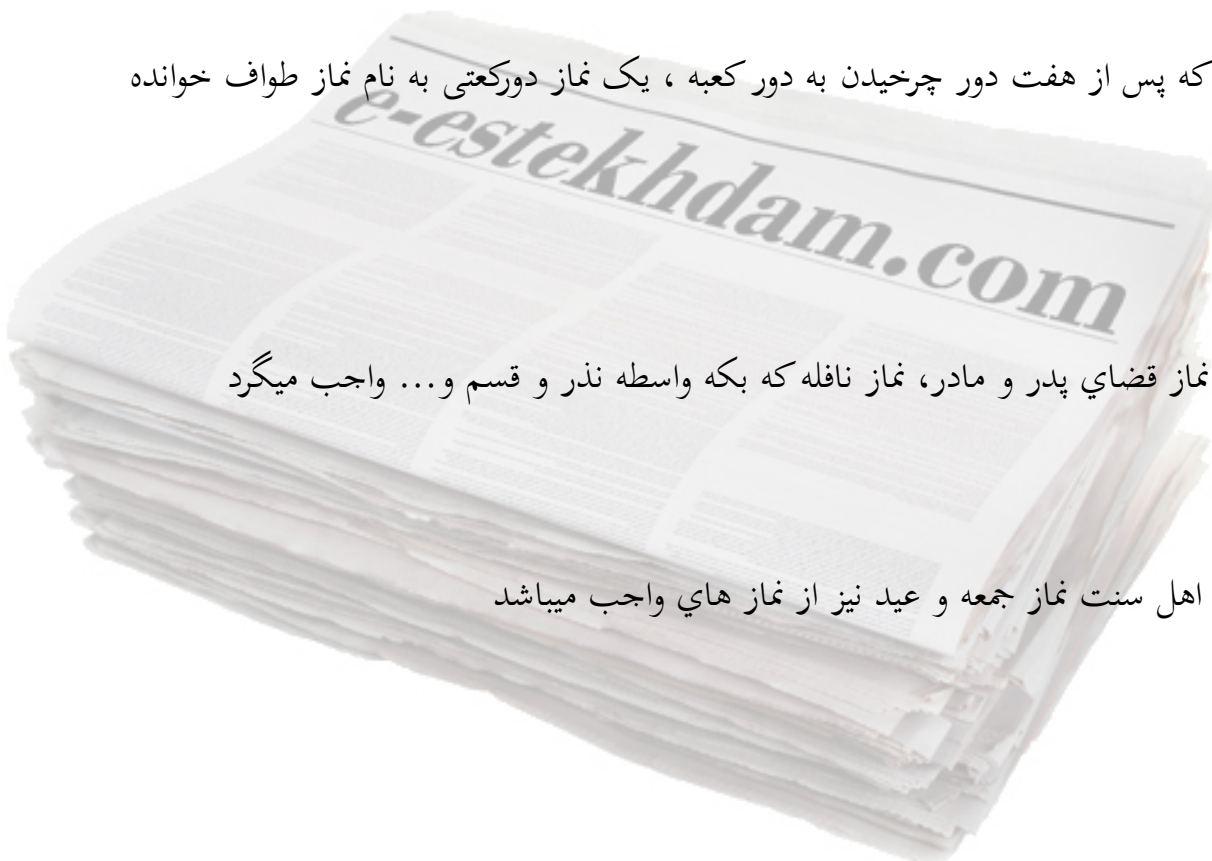 که پس از هفت دور چرخیدن به دور کعبه ، یک نماز دورکعتی به نام نماز طواف خوانده
e-estekhdam.com
نماز قضاي پدر و مادر، نماز نافله که بکه واسطه نذر و قسم و... واجب میگرد
اهل سنت نماز جمعه و عید نیز از نماز هاي واجب میباشد